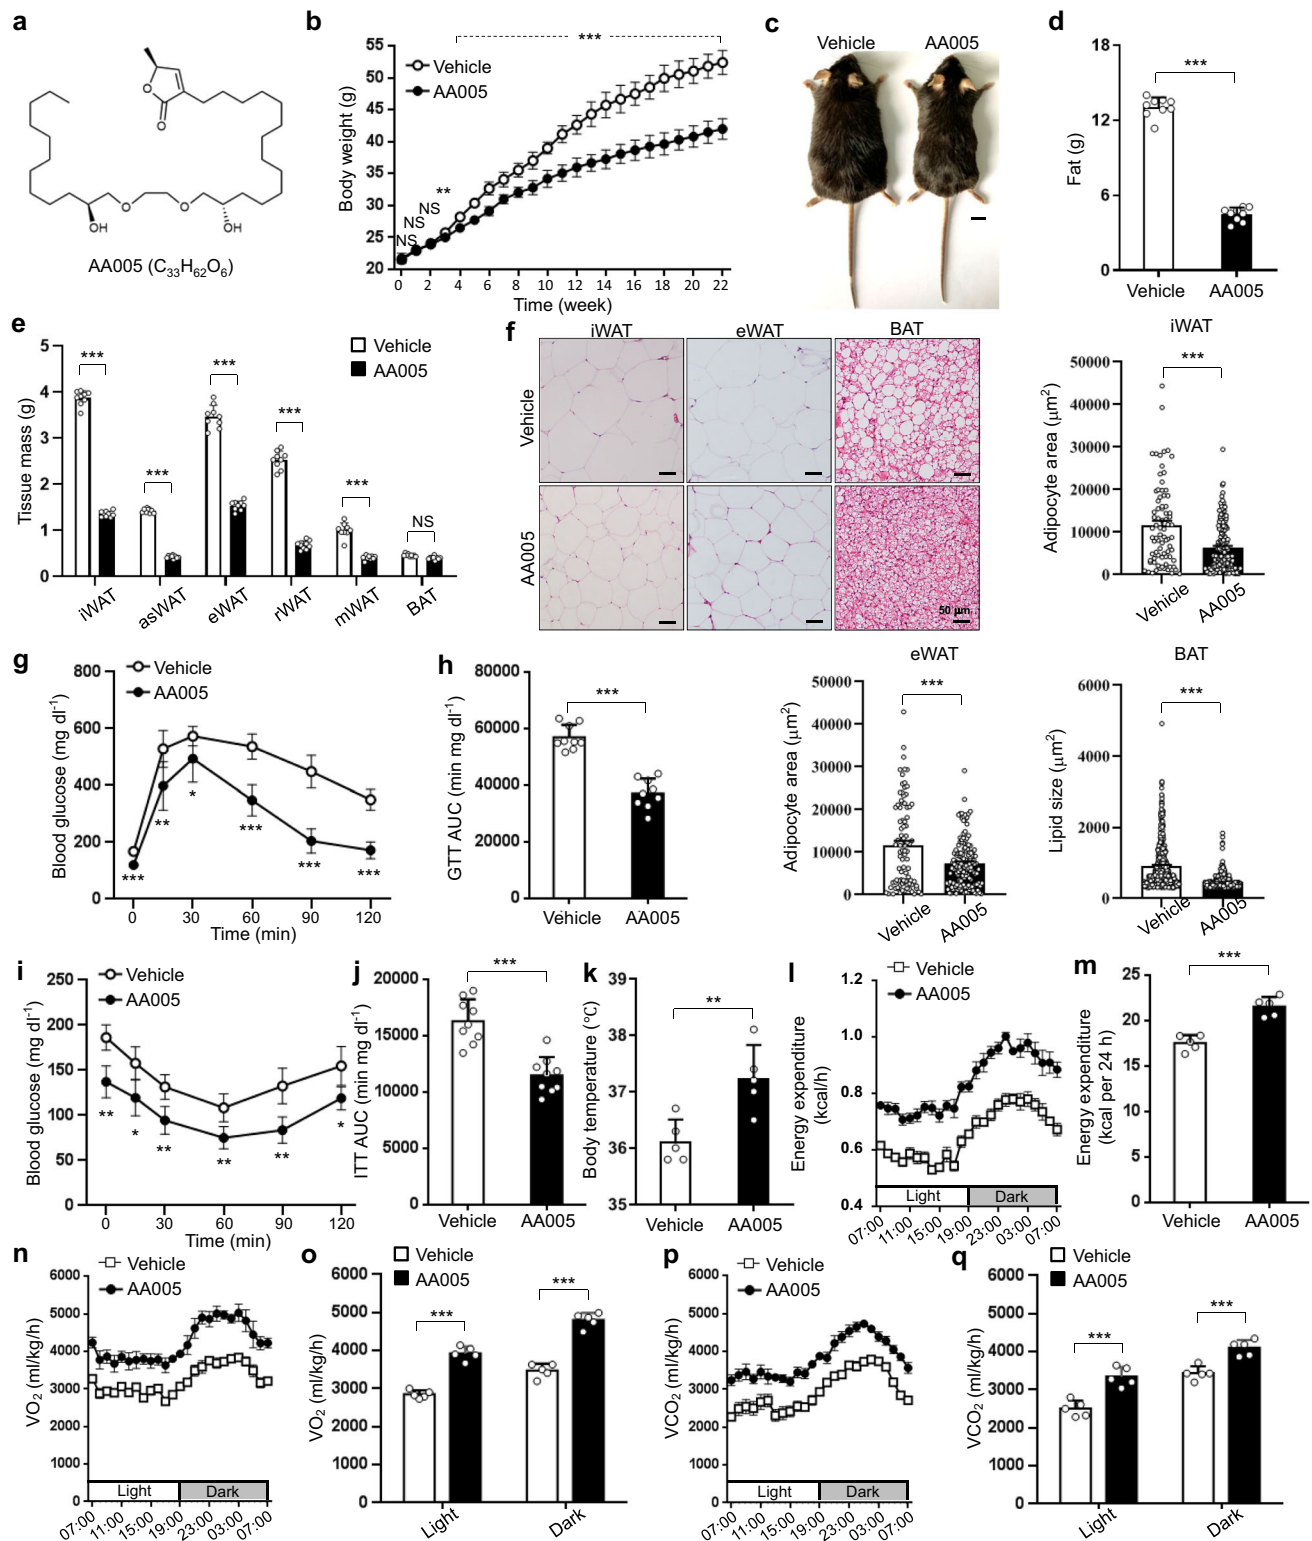 a
O
O
O
O
OH
OH
AA005 (C33H62O6)
b
Body weight (g)
55
50
45
40
35
30
25
20
Vehicle
AA005
***
**
NS
NS
NS
0 2 4 6 8 10 12 14 16 18 20 22
Time (week)
c
Vehicle AA005
d
Fat (g)
18
12
6
0
***
Vehicle AA005
e
Tissue mass (g)
5
4
3
2
1
0
Vehicle
AA005
***
***
***
***
***
NS
iWAT asWAT eWAT rWAT mWAT BAT
f
iWAT eWAT BAT
Vehicle
AA005
50 μm
iWAT
Adipocyte area (μm2)
50000
40000
30000
20000
10000
0
***
Vehicle AA005
eWAT
Adipocyte area (μm2)
50000
40000
30000
20000
10000
0
***
Vehicle AA005
BAT
Lipid size (μm2)
6000
4000
2000
0
***
Vehicle AA005
g
Blood glucose (mg dl-1)
800
600
400
200
0
Vehicle
AA005
***
**
*
***
***
***
0 30 60 90 120
Time (min)
h
GTT AUC (min mg dl-1)
80000
60000
40000
20000
0
***
Vehicle AA005
i
Blood glucose (mg dl-1)
250
200
150
100
50
0
Vehicle
AA005
**
*
**
**
**
*
0 30 60 90 120
Time (min)
j
ITT AUC (min mg dl-1)
20000
15000
10000
5000
0
***
Vehicle AA005
k
Body temperature (°C)
39
38
37
36
35
**
Vehicle AA005
l
Energy expenditure
(kcal/h)
1.2
1.0
0.8
0.6
0.4
Vehicle
AA005
Light Dark
07:00 11:00 15:00 19:00 23:00 03:00 07:00
m
Energy expenditure
(kcal per 24 h)
25
20
15
10
5
0
***
Vehicle AA005
n
VO2 (ml/kg/h)
6000
5000
4000
3000
2000
1000
0
Vehicle
AA005
Light Dark
07:00 11:00 15:00 19:00 23:00 03:00 07:00
o
VO2 (ml/kg/h)
6000
5000
4000
3000
2000
1000
0
Vehicle
AA005
***
***
Light Dark
p
VCO2 (ml/kg/h)
6000
5000
4000
3000
2000
1000
0
Vehicle
AA005
Light Dark
07:00 11:00 15:00 19:00 23:00 03:00 07:00
q
VCO2 (ml/kg/h)
6000
5000
4000
3000
2000
1000
0
Vehicle
AA005
***
***
Light Dark